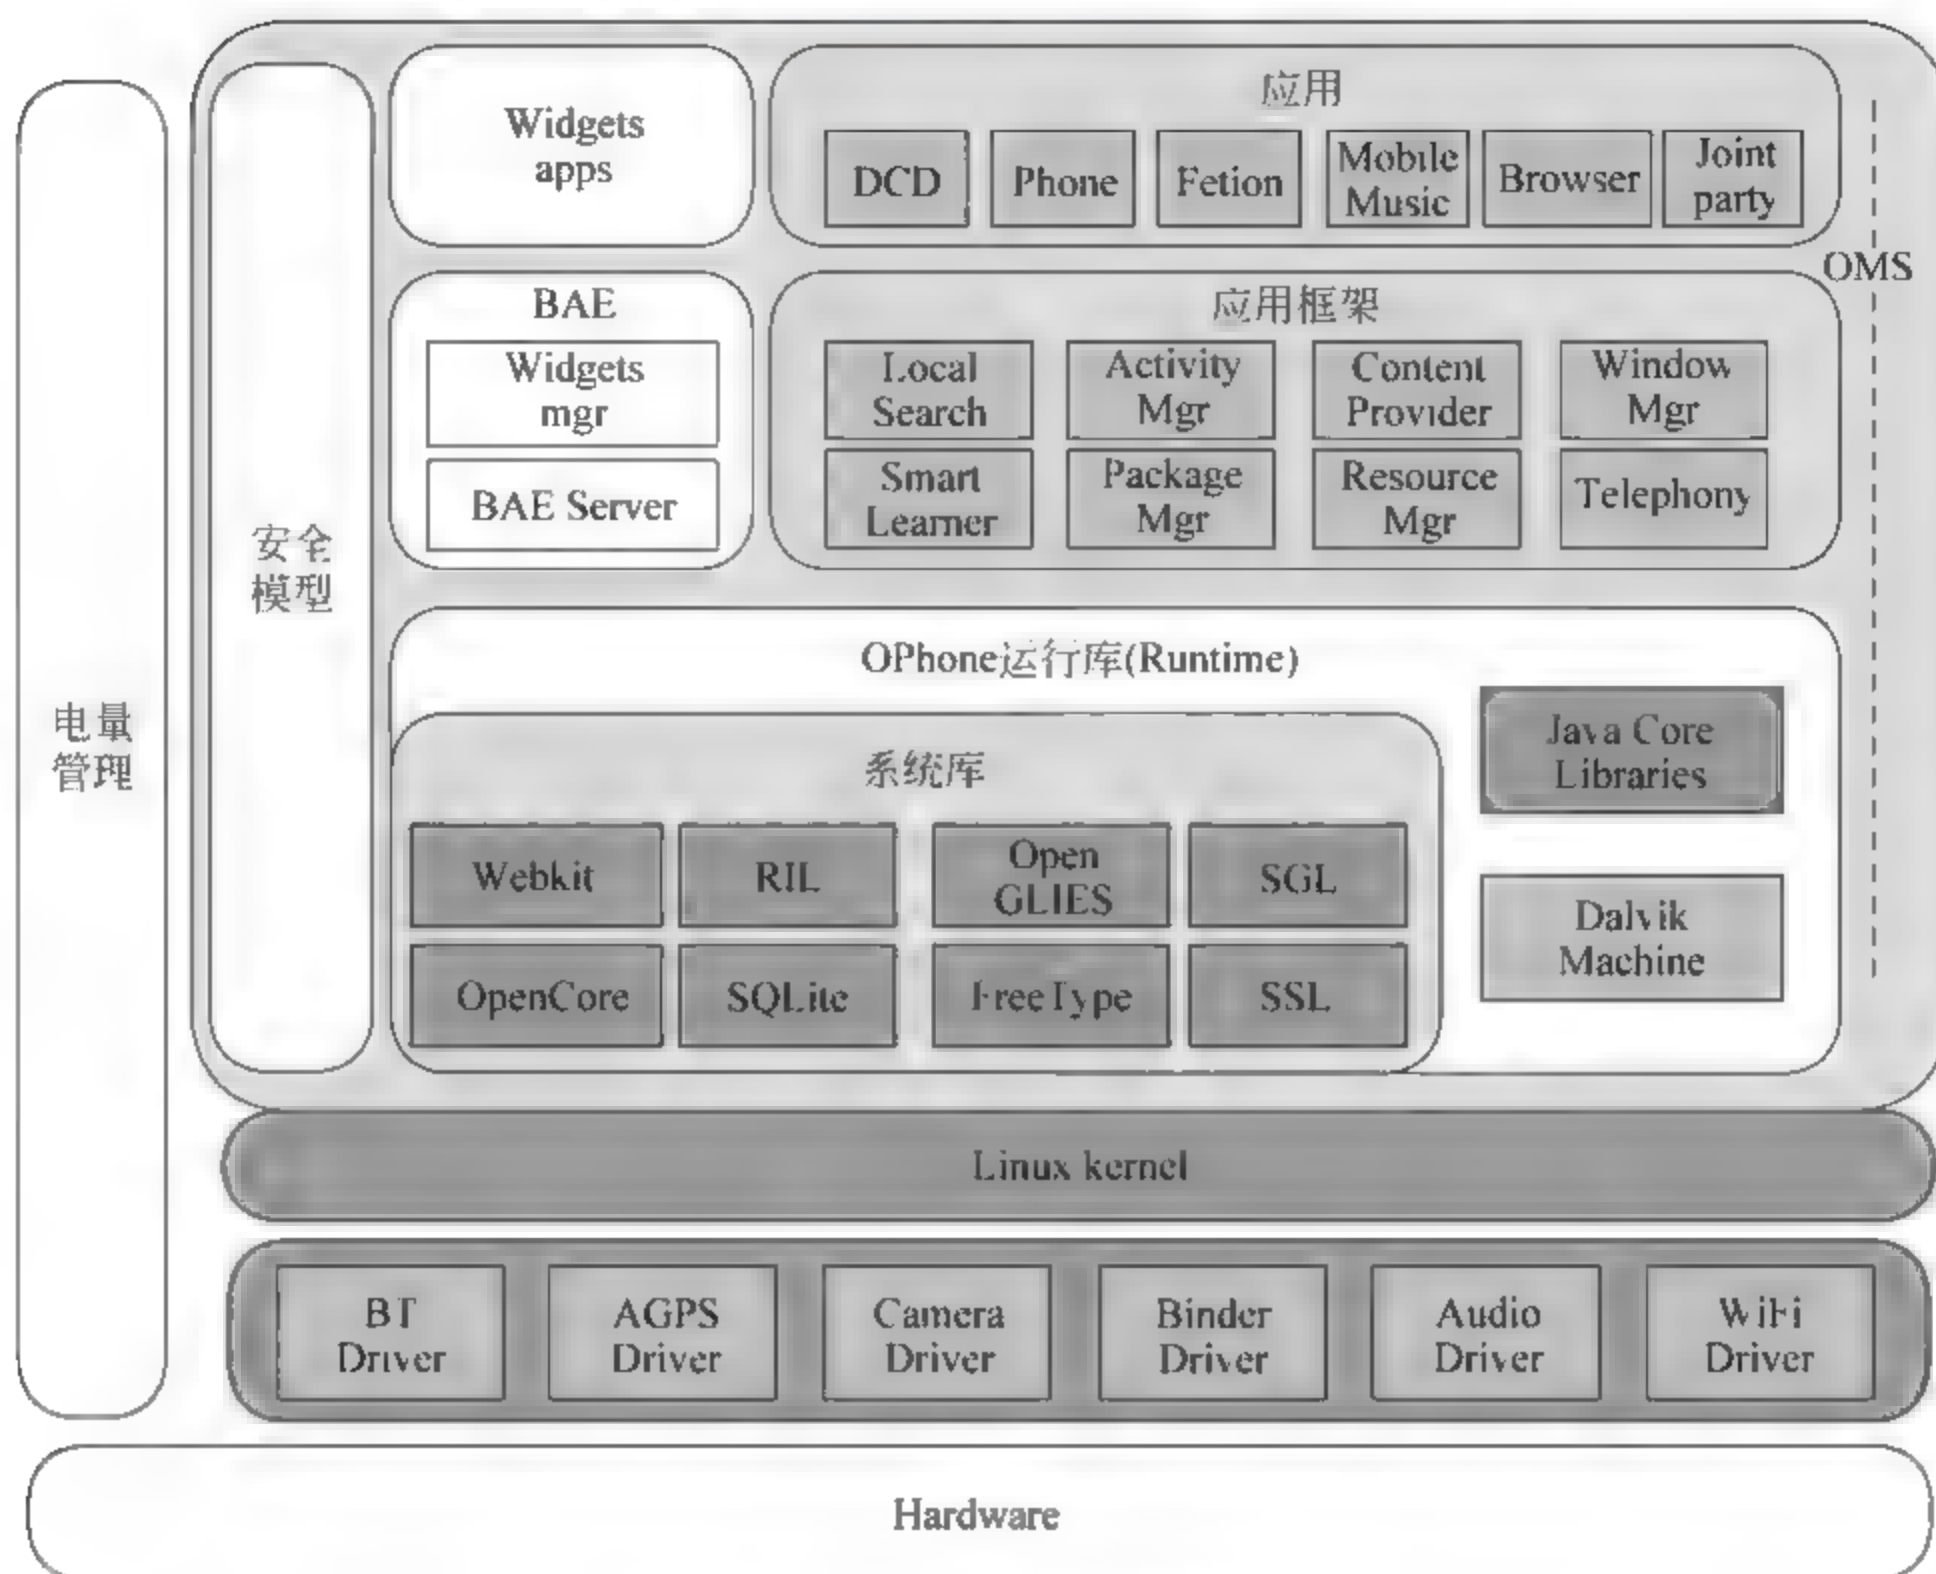 电量
管理
安全
模型
Widgets
apps
应用
DCD
Phone
Fetion
Mobile
Music
Browser
Joint
party
OMS
BAE
Widgets
mgr
BAE Server
应用框架
Local
Search
Activity
Mgr
Content
Provider
Window
Mgr
Smart
Learner
Package
Mgr
Resource
Mgr
Telephony
OPhone运行库(Runtime)
系统库
Webkit
RIL
Open
GLIES
SGL
OpenCore
SQLite
FreeType
SSL
Java Core
Libraries
Dalvik
Machine
Linux kernel
BT
Driver
AGPS
Driver
Camera
Driver
Binder
Driver
Audio
Driver
WiFi
Driver
Hardware